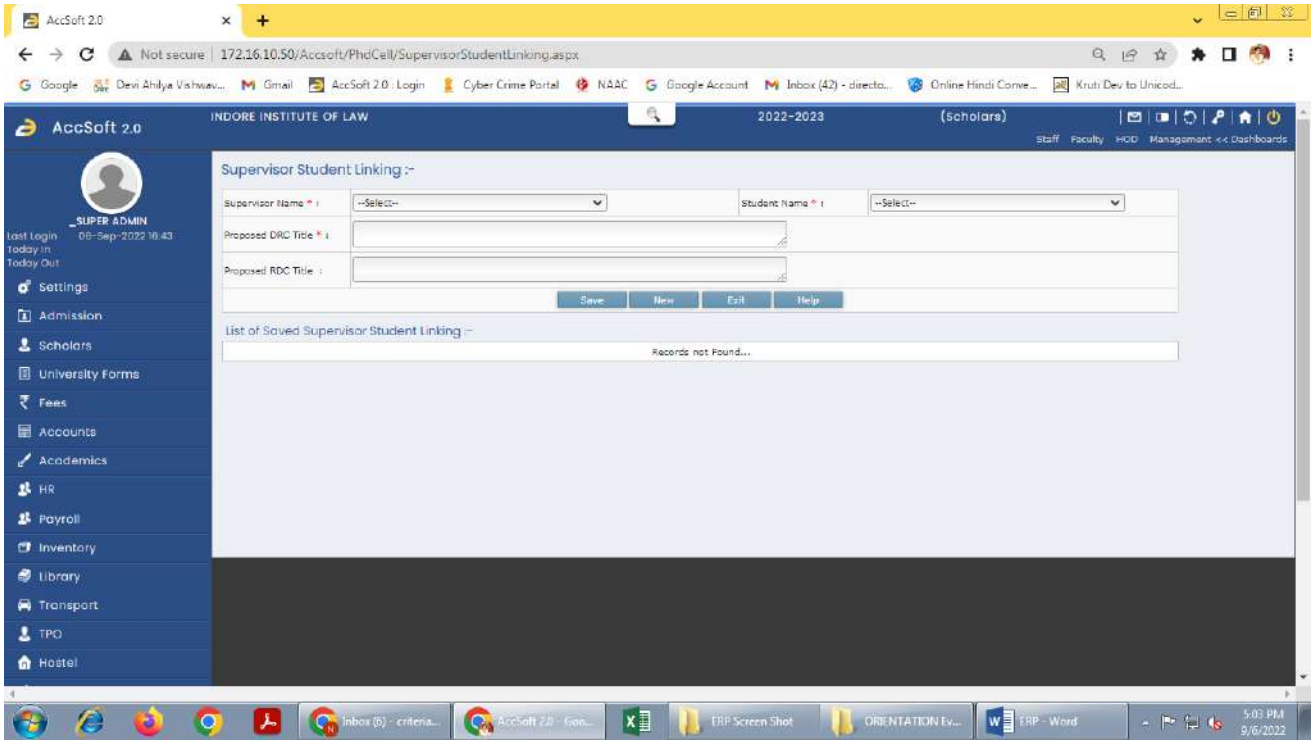 AccSoft 2.0
Not secure | 172.16.10.50/Accsoft/PhdCell/SupervisorStudentLinking.aspx
Google Devi Ahilya Vishwav... Gmail AccSoft 2.0 : Login Cyber Crime Portal NAAC Google Account Inbox (42) - directo... Online Hindi Conve... Kruti Dev to Unicod...
AccSoft 2.0
INDORE INSTITUTE OF LAW 2022-2023 (Scholars)
Staff Faculty HOD Management << Dashboards
_SUPER ADMIN
Last Login 06-Sep-2022 16:43
Today In
Today Out
Settings
Admission
Scholars
University Forms
Fees
Accounts
Academics
HR
Payroll
Inventory
Library
Transport
TPO
Hostel
Supervisor Student Linking :-
Supervisor Name * : --Select-- Student Name * : --Select--
Proposed DRC Title * :
Proposed RDC Title :
Save New Exit Help
List of Saved Supervisor Student Linking :-
Records not Found...
Inbox (6) - criteria... AccSoft 2.0 - Goo... ERP Screen Shot ORIENTATION Ev... ERP - Word 5:03 PM
9/6/2022